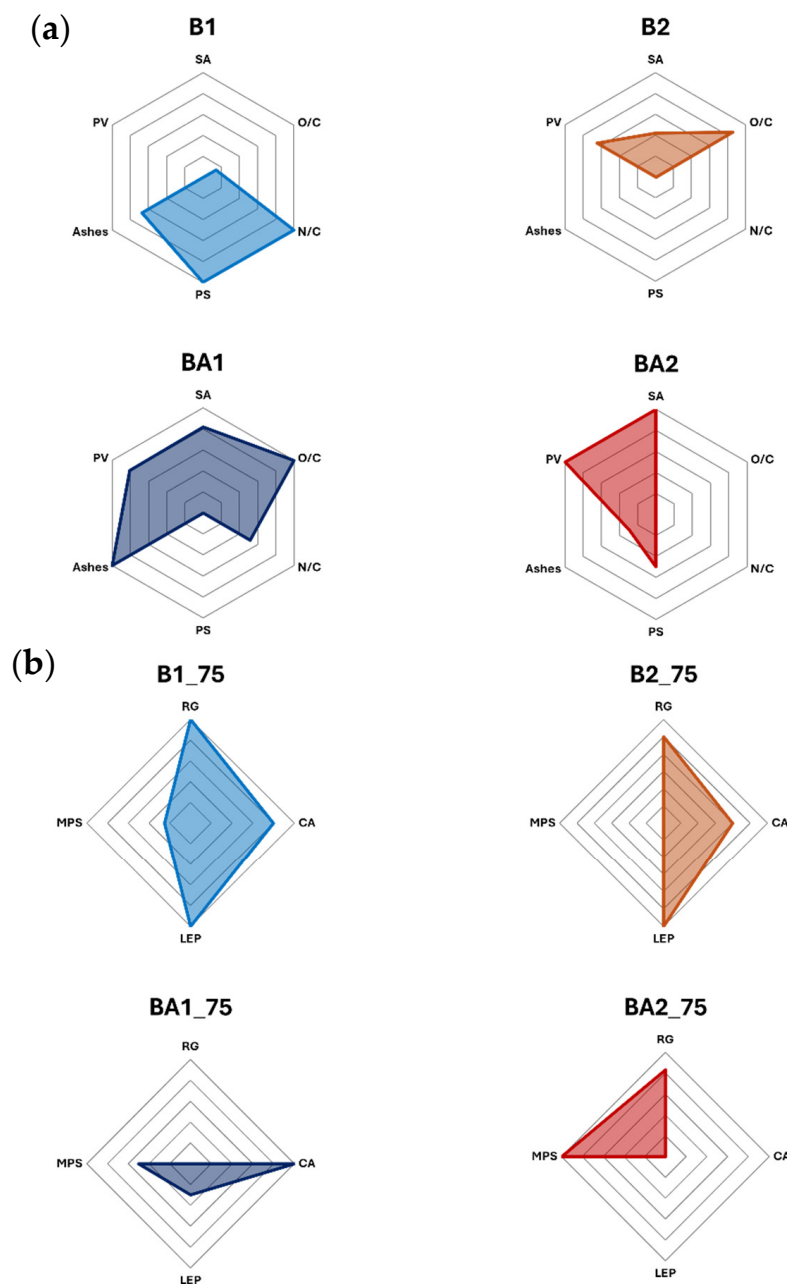 (a)
B1
SA
O/C
N/C
PS
Ashes
PV
B2
SA
O/C
N/C
PS
Ashes
PV
BA1
SA
O/C
N/C
PS
Ashes
PV
BA2
SA
O/C
N/C
PS
Ashes
PV
(b)
B1_75
RG
CA
LEP
MPS
B2_75
RG
CA
LEP
MPS
BA1_75
RG
CA
LEP
MPS
BA2_75
RG
CA
LEP
MPS